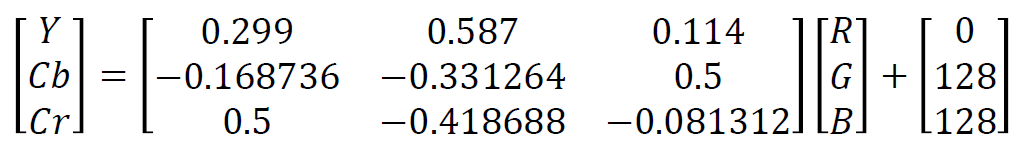 Y 0.299 0.587 0.114 R 0
Cb = −0.168736 −0.331264 0.5 G + 128
Cr 0.5 −0.418688 −0.081312 B 128